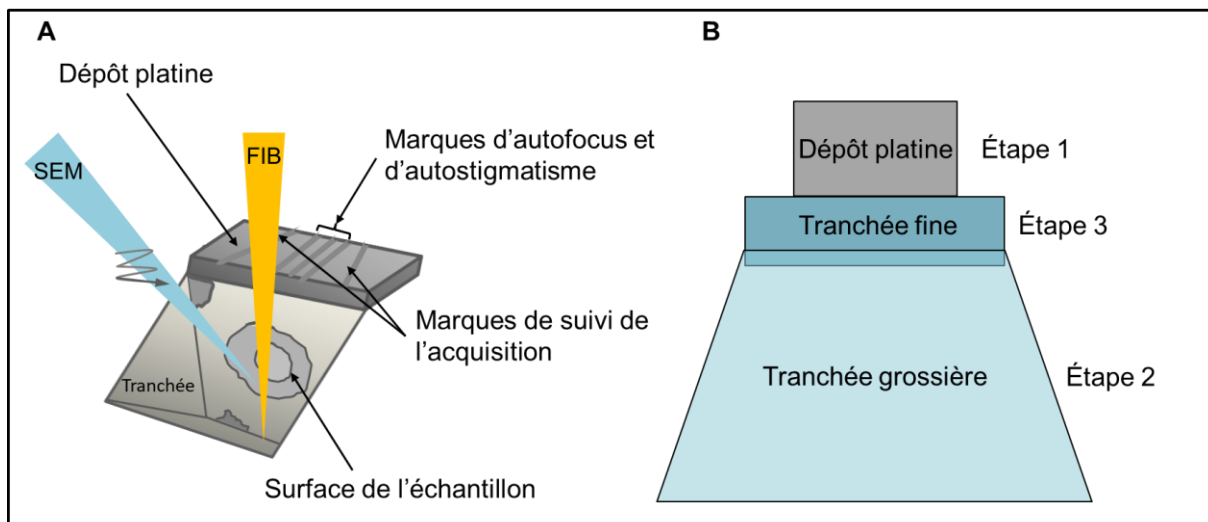 A
Dépôt platine
SEM
FIB
Marques d'autofocus et
d'autostigmatisme
Marques de suivi de
l'acquisition
Tranchée
Surface de l'échantillon
B
Dépôt platine
Étape 1
Tranchée fine
Étape 3
Tranchée grossière
Étape 2